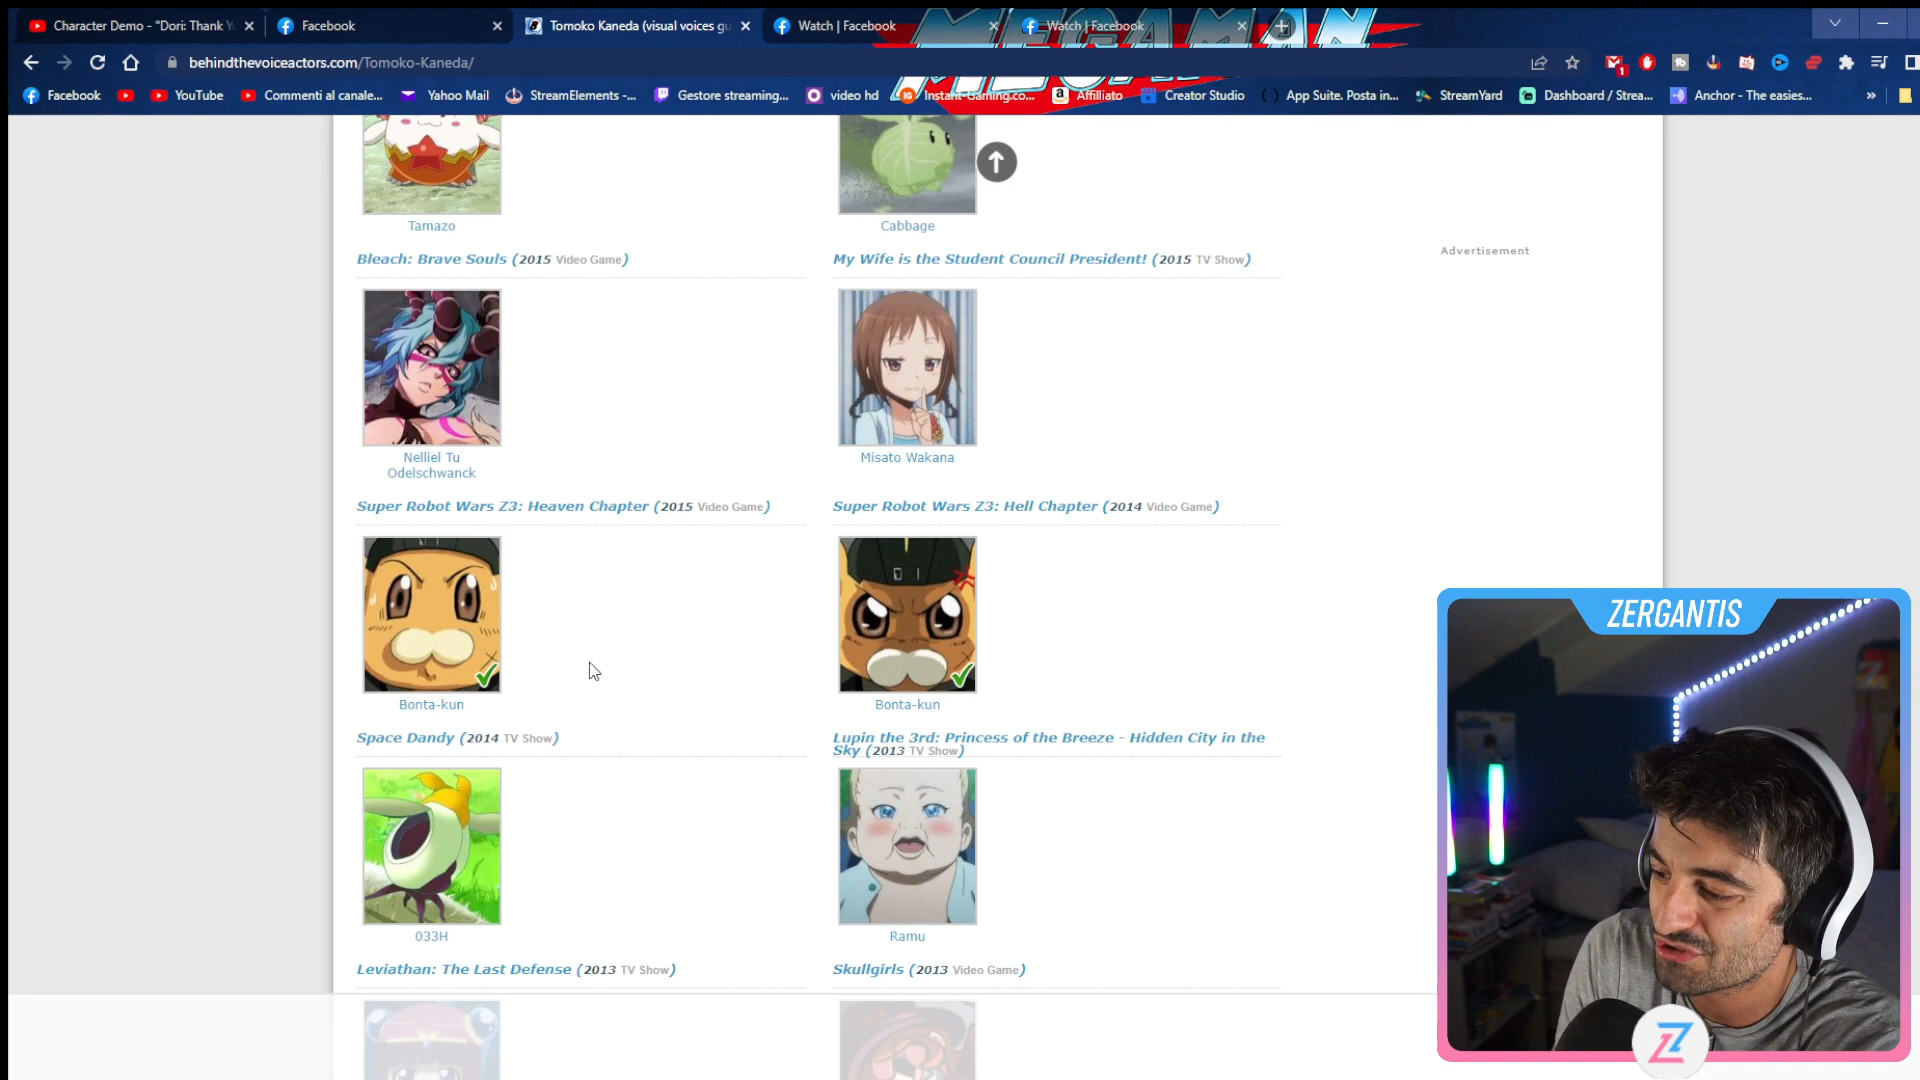 Character Demo - "Dori: Thank Y
Facebook
Tomoko Kaneda (visual voices gu
Watch | Facebook
Watch | Facebook
MEGAMAN
behindthevoiceactors.com/Tomoko-Kaneda/
1
Facebook
YouTube
Commenti al canale...
Yahoo Mail
StreamElements -...
Gestore streaming...
video hd
Instant-Gaming.co...
Affiliato
Creator Studio
App Suite. Posta in...
StreamYard
Dashboard / Strea...
Anchor - The easies...
»
Tamazo
Cabbage
Bleach: Brave Souls (2015 Video Game)
My Wife is the Student Council President! (2015 TV Show)
Advertisement
Nelliel Tu
Odelschwanck
Misato Wakana
Super Robot Wars Z3: Heaven Chapter (2015 Video Game)
Super Robot Wars Z3: Hell Chapter (2014 Video Game)
Bonta-kun
Bonta-kun
Space Dandy (2014 TV Show)
Lupin the 3rd: Princess of the Breeze - Hidden City in the
Sky (2013 TV Show)
033H
Ramu
Leviathan: The Last Defense (2013 TV Show)
Skullgirls (2013 Video Game)
ZERGANTIS